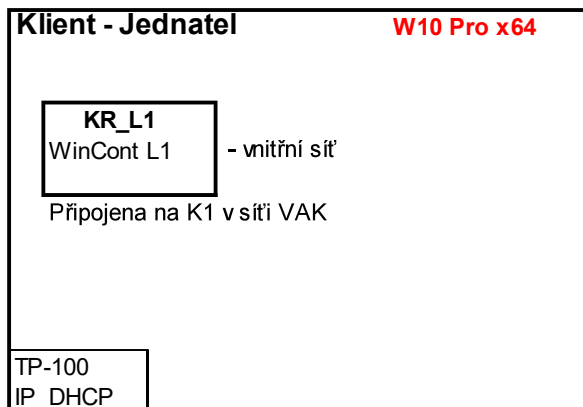 Klient - Jednatel
W10 Pro x64
KR_L1
WinCont L1
- vnitřní síť
Připojena na K1 v síťi VAK
TP-100
IP DHCP